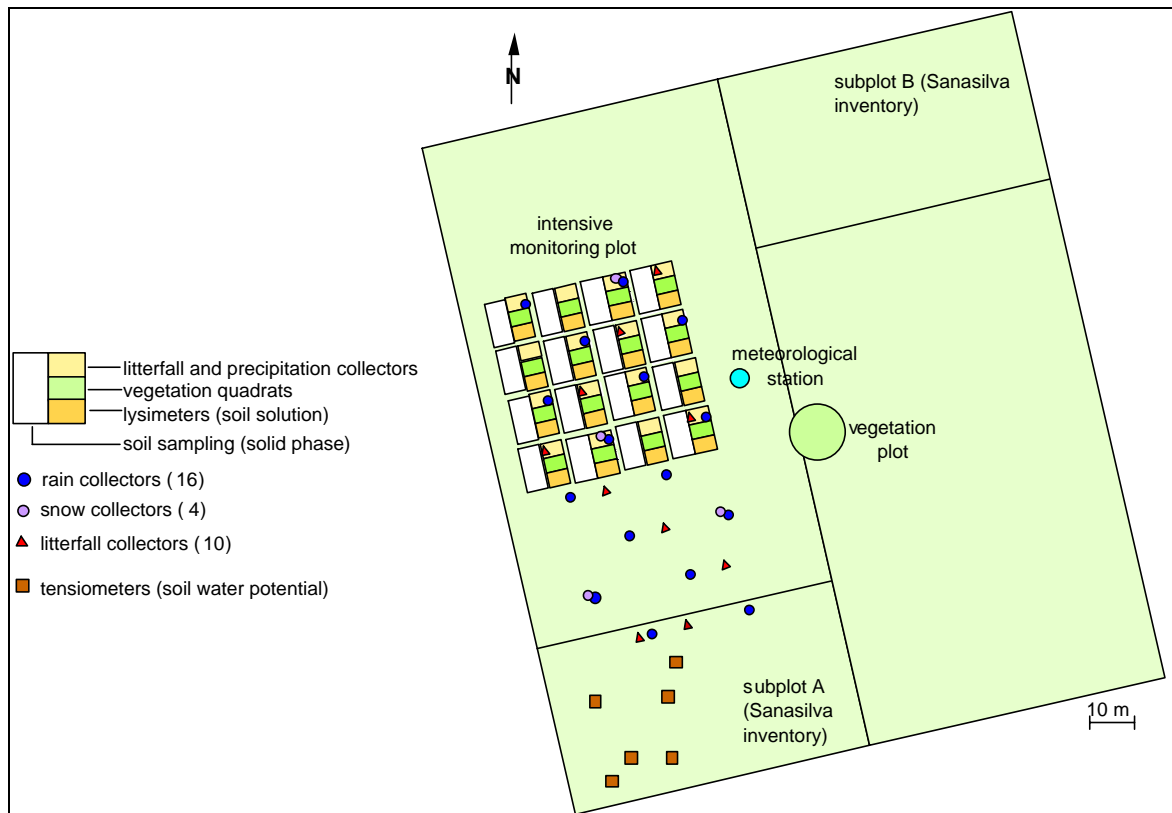 N
subplot B (Sanasilva
inventory)
intensive
monitoring plot
meteorological
station
vegetation
plot
litterfall and precipitation collectors
vegetation quadrats
lysimeters (soil solution)
soil sampling (solid phase)
rain collectors (16)
snow collectors ( 4)
litterfall collectors (10)
tensiometers (soil water potential)
subplot A
(Sanasilva
inventory)
10 m